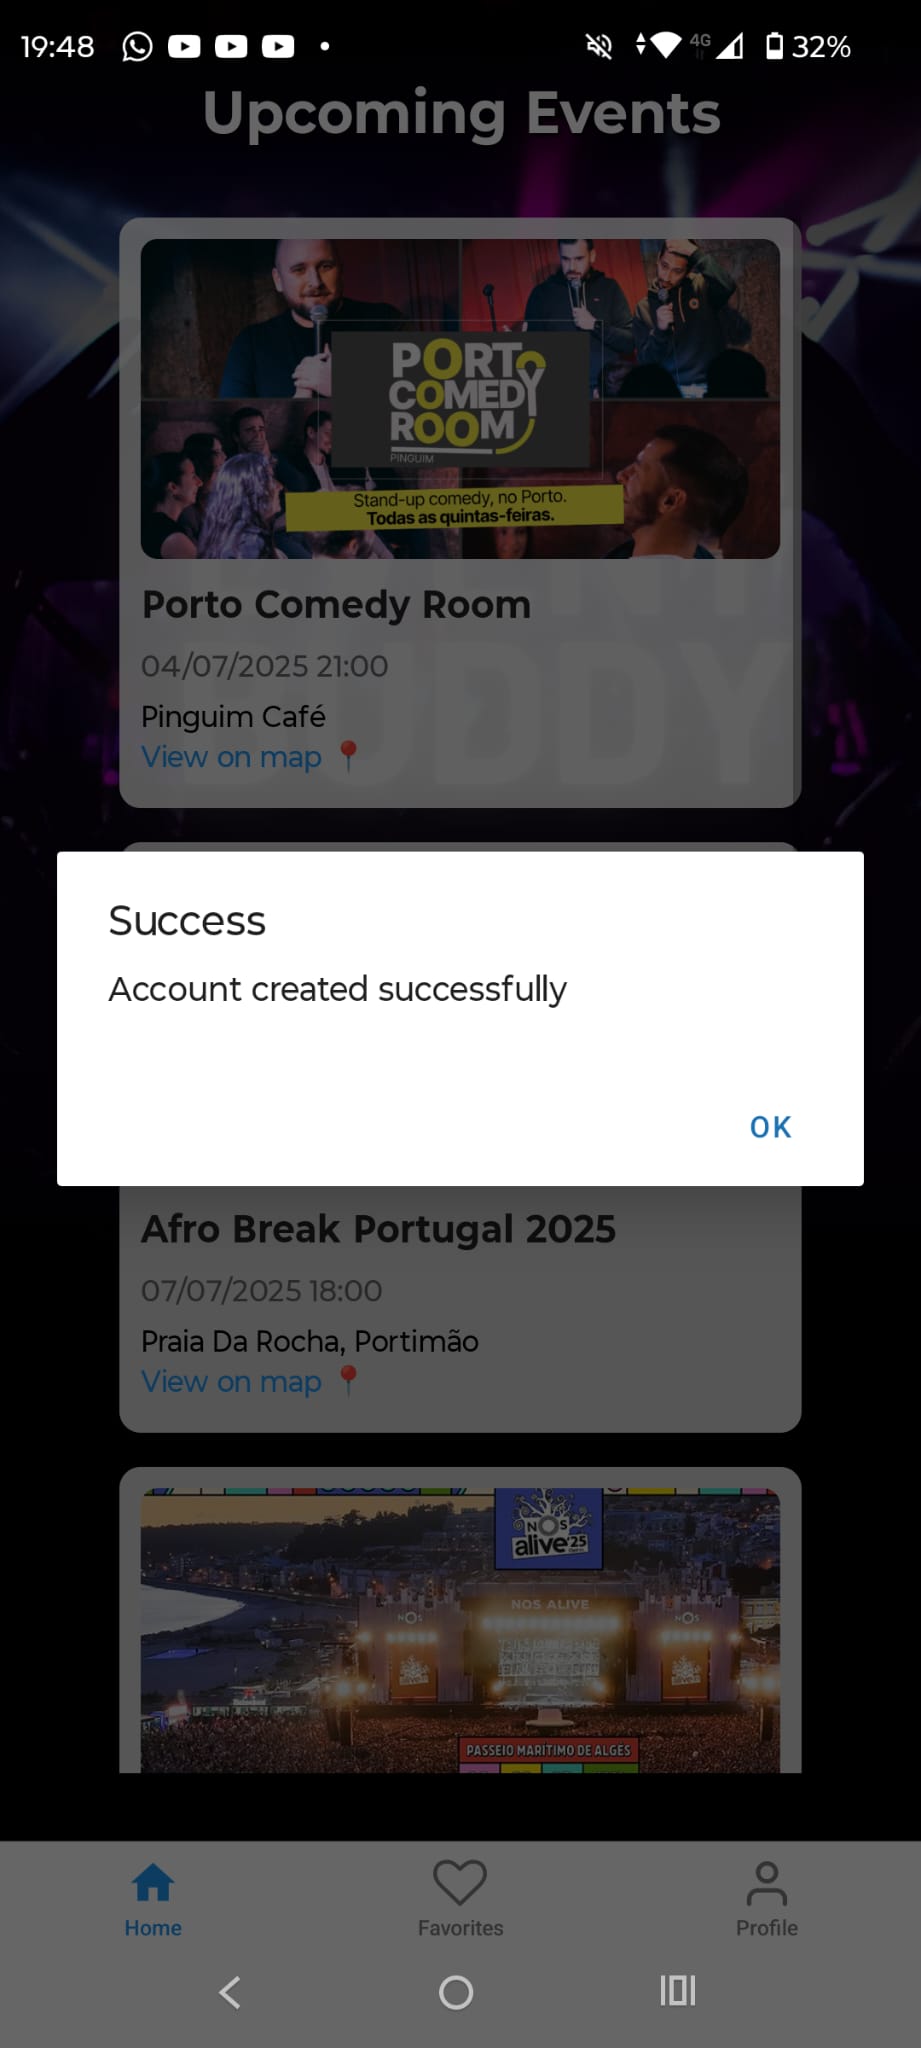 19:48
4G
32%
Upcoming Events
PORTO
COMEDY
ROOM
PINGUIM
Stand-up comedy, no Porto.
Todas as quintas-feiras.
Porto Comedy Room
04/07/2025 21:00
BUDDY
Pinguim Café
View on map
Success
Account created successfully
OK
Afro Break Portugal 2025
07/07/2025 18:00
Praia Da Rocha, Portimão
View on map
NOS
alive'25
NOS ALIVE
NOS
NOS
PASSEIO MARÍTIMO DE ALGÉS
Home
Favorites
Profile